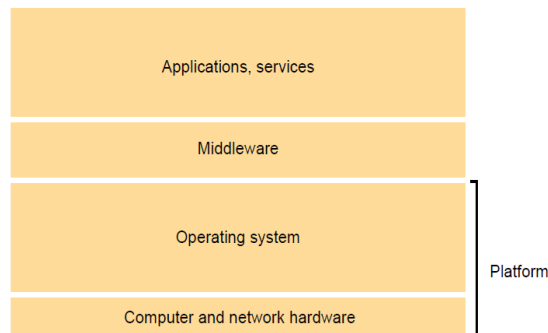 Applications, services
Middleware
Operating system
Platform
Computer and network hardware